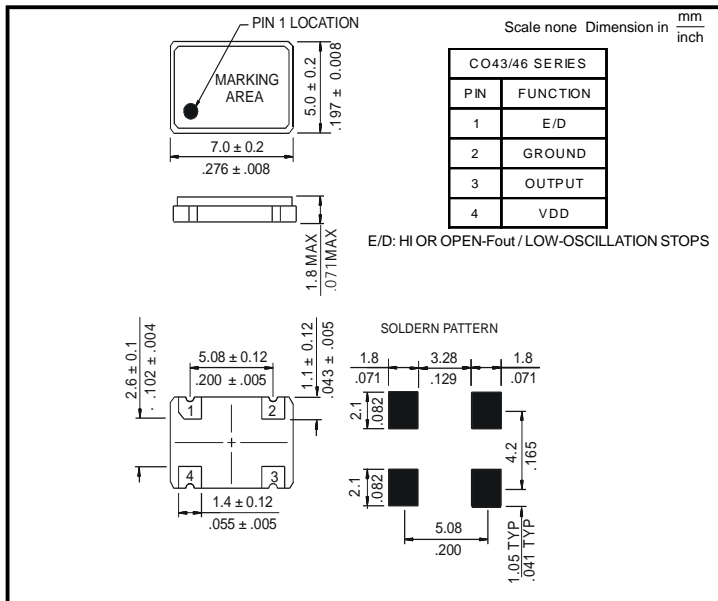 PIN 1 LOCATION
Scale none Dimension in mm
inch
MARKING
AREA
5.0 ± 0.2
.197 ± 0.008
7.0 ± 0.2
.276 ± .008
CO43/46 SERIES
PIN FUNCTION
1 E/D
2 GROUND
3 OUTPUT
4 VDD
E/D: HI OR OPEN-Fout / LOW-OSCILLATION STOPS
1.8 MAX
.071MAX
2.6 ± 0.1
.102 ± .004
5.08 ± 0.12
.200 ± .005
1.1 ± 0.12
.043 ± .005
1 2
4 3
1.4 ± 0.12
.055 ± .005
SOLDERN PATTERN
1.8 3.28 1.8
.071 .129 .071
2.1
.082
4.2
.165
2.1
.082
5.08
.200
1.05 TYP
.041 TYP